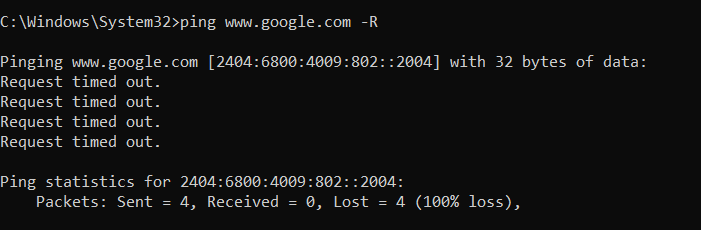 C:\Windows\System32>ping www.google.com -R
Pinging www.google.com [2404:6800:4009:802::2004] with 32 bytes of data:
Request timed out.
Request timed out.
Request timed out.
Request timed out.
Ping statistics for 2404:6800:4009:802::2004:
    Packets: Sent = 4, Received = 0, Lost = 4 (100% loss),